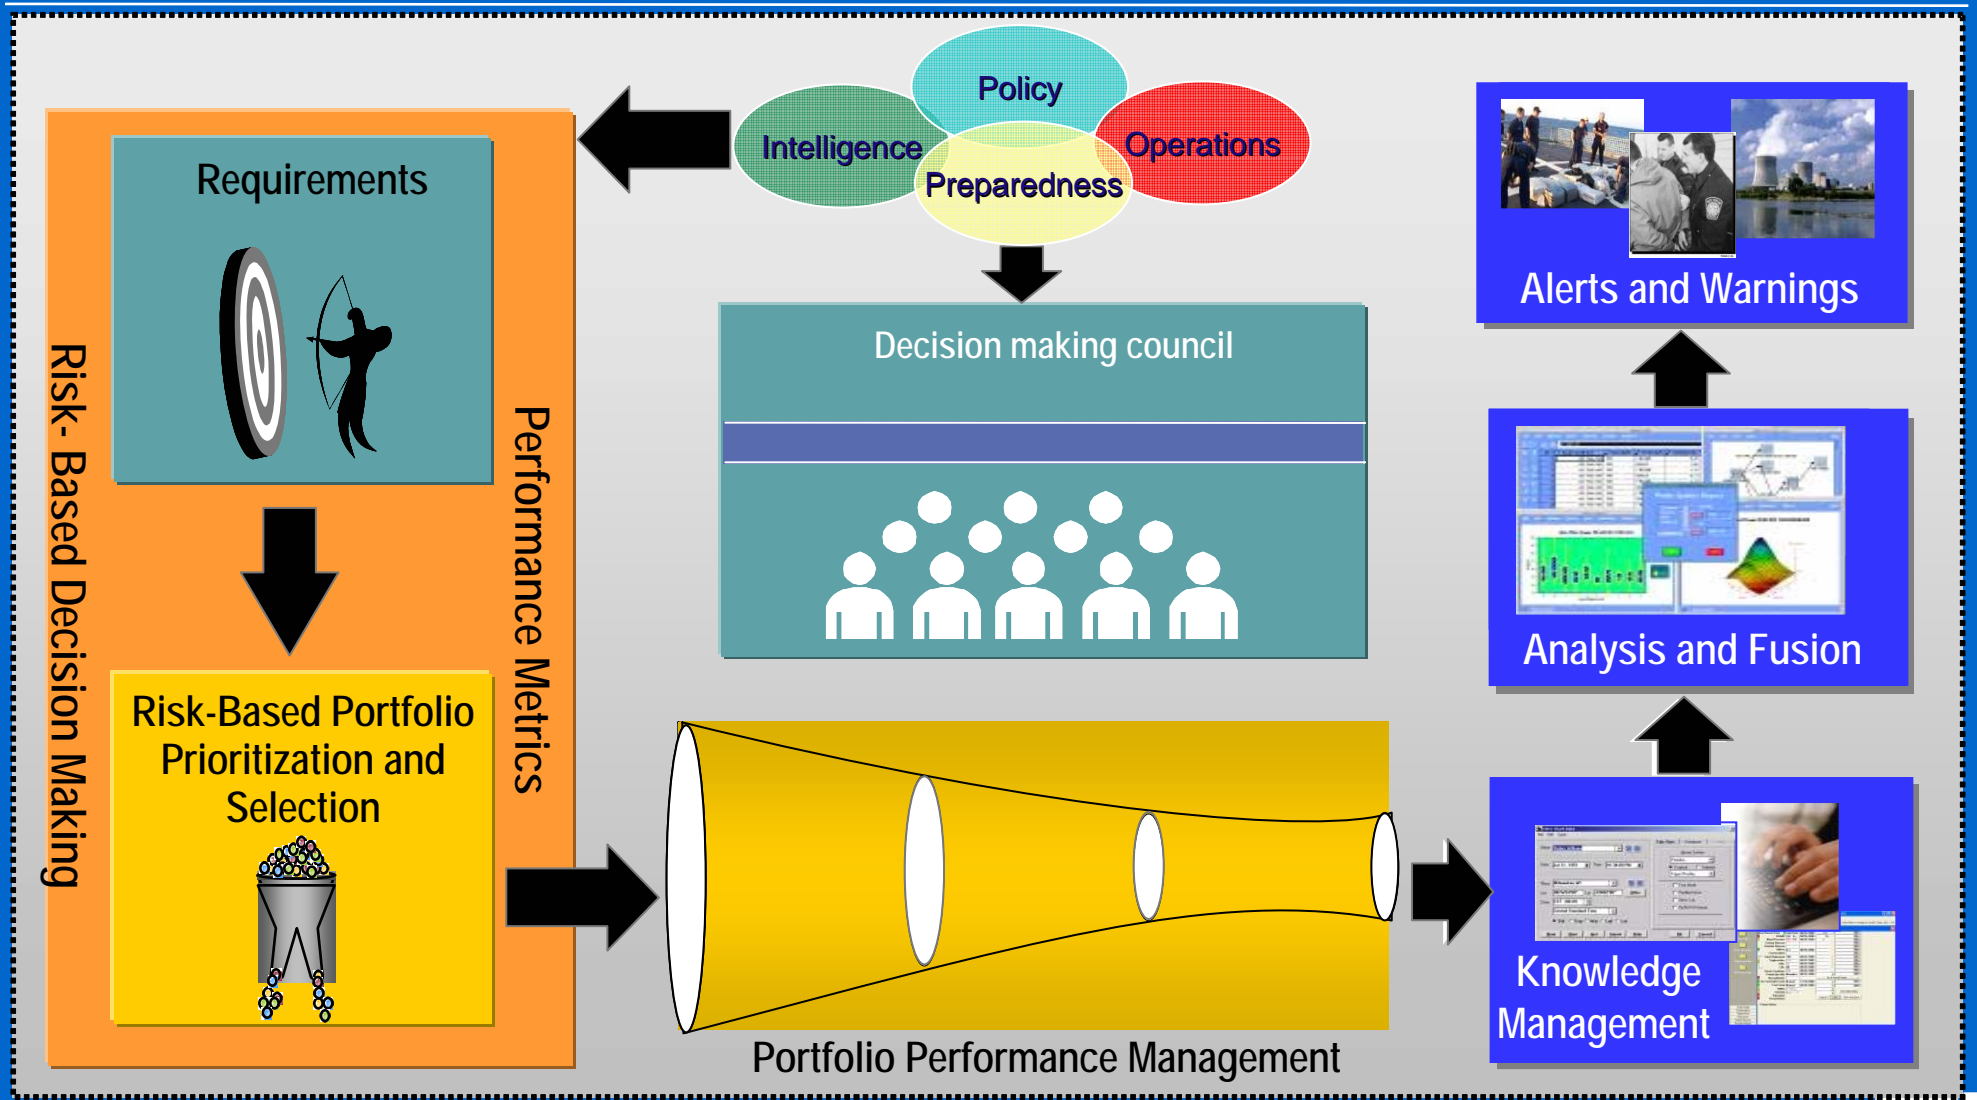 Policy
Intelligence
Operations
Preparedness
Requirements
Risk- Based Decision Making
Performance Metrics
Risk-Based Portfolio
Prioritization and
Selection
Decision making council
Portfolio Performance Management
Alerts and Warnings
Analysis and Fusion
Knowledge
Management